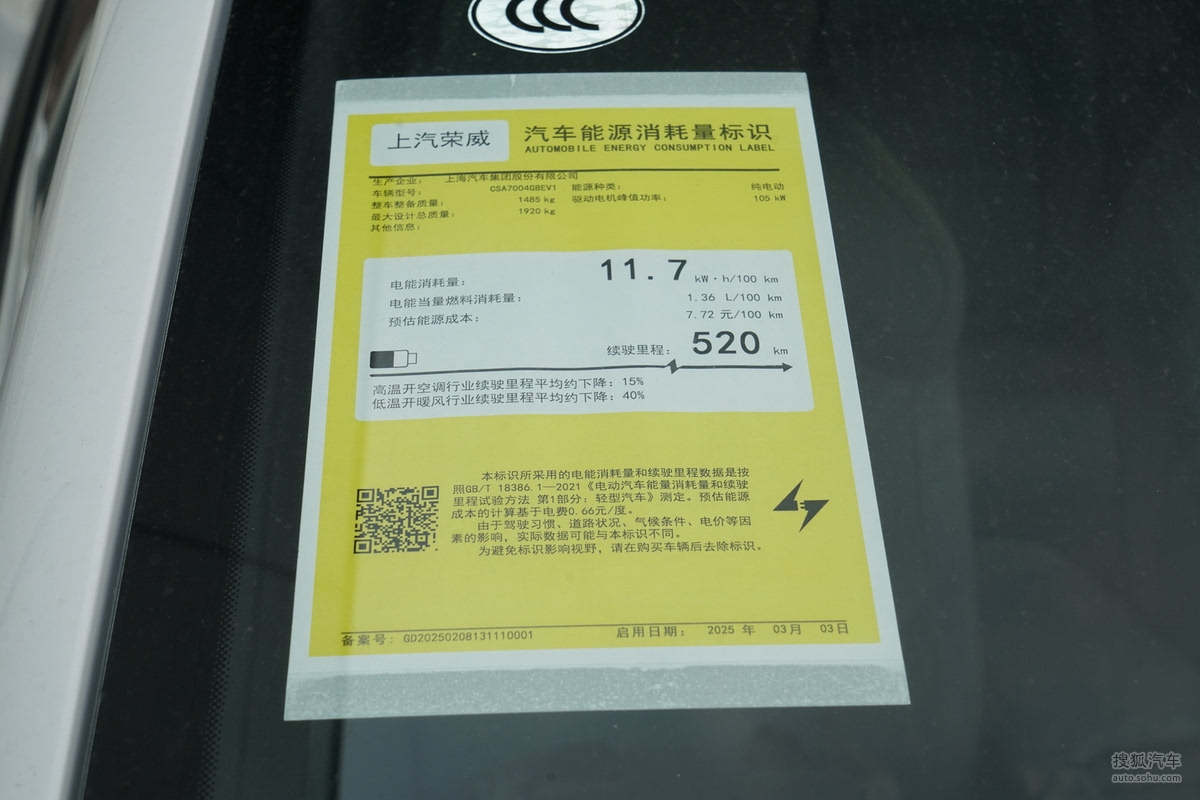 CCC
上汽荣威
汽车能源消耗量标识
AUTOMOBILE ENERGY CONSUMPTION LABEL
生产企业： 上海汽车集团股份有限公司
车辆型号： CSA7004GBEV1 能源种类： 纯电动
整车整备质量： 1485 kg 驱动电机峰值功率： 105 kW
最大设计总质量： 1920 kg
其他信息：
电能消耗量： 11.7 kW·h/100 km
电能当量燃料消耗量： 1.36 L/100 km
预估能源成本： 7.72 元/100 km
续驶里程： 520 km
高温开空调行业续驶里程平均约下降：15%
低温开暖风行业续驶里程平均约下降：40%
本标识所采用的电能消耗量和续驶里程数据是按
照GB/T 18386.1—2021《电动汽车能量消耗量和续驶
里程试验方法 第1部分：轻型汽车》测定。预估能源
成本的计算基于电费0.66元/度。
由于驾驶习惯、道路状况、气候条件、电价等因
素的影响，实际数据可能与本标识不同。
为避免标识影响视野，请在购买车辆后去除标识。
备案号：GD20250208131110001 启用日期： 2025 年 03月 03日
搜狐汽车
auto.sohu.com